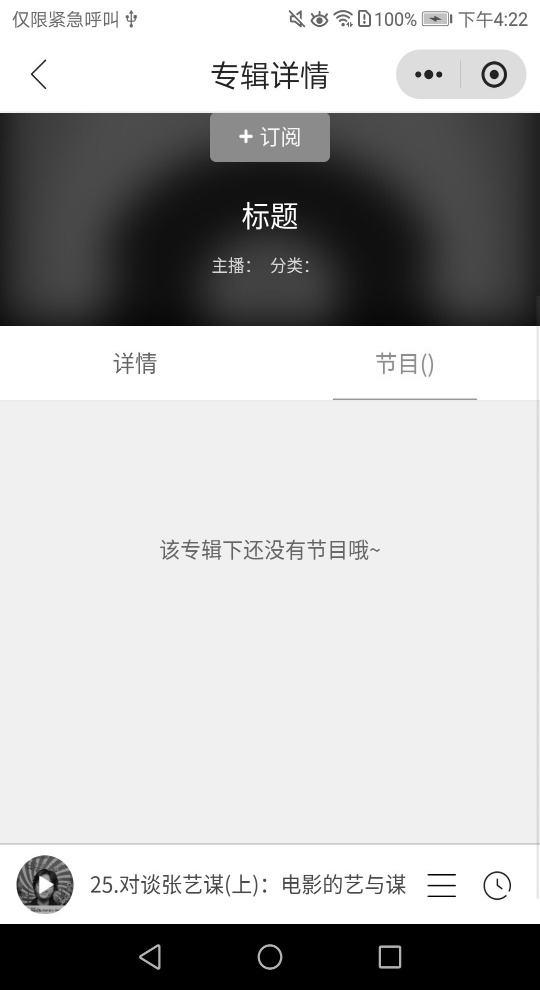 仅限紧急呼叫 100% 下午4:22
专辑详情
+ 订阅
标题
主播： 分类：
详情 节目()
该专辑下还没有节目哦~
25.对谈张艺谋(上)：电影的艺与谋